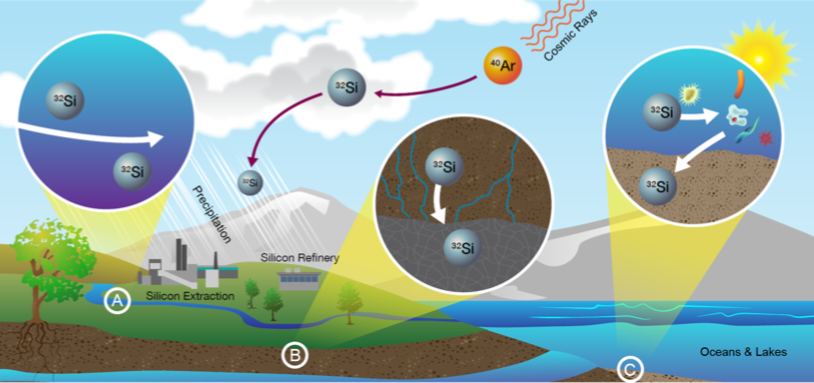 Cosmic Rays
⁴⁰Ar
³²Si
³²Si
³²Si
³²Si
Precipitation
³²Si
³²Si
³²Si
³²Si
Silicon Refinery
Silicon Extraction
A
B
C
Oceans & Lakes